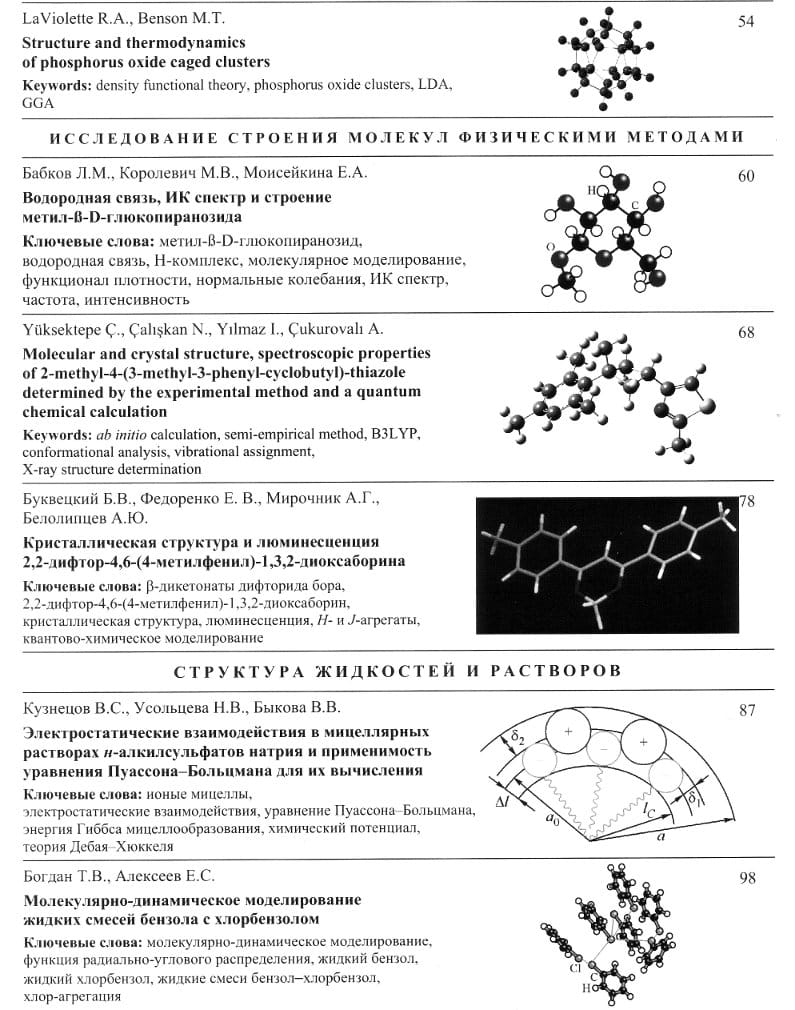 LaViolette R.A., Benson M.T.
54
Structure and thermodynamics
of phosphorus oxide caged clusters
Keywords: density functional theory, phosphorus oxide clusters, LDA,
GGA
ИССЛЕДОВАНИЕ СТРОЕНИЯ МОЛЕКУЛ ФИЗИЧЕСКИМИ МЕТОДАМИ
Бабков Л.М., Королевич М.В., Моисейкина Е.А.
60
Водородная связь, ИК спектр и строение
метил-ß-D-глюкопиранозида
Ключевые слова: метил-ß-D-глюкопиранозид,
водородная связь, Н-комплекс, молекулярное моделирование,
функционал плотности, нормальные колебания, ИК спектр,
частота, интенсивность
H
C
O
Yüksektepe Ç., Çalışkan N., Yılmaz I., Çukurovalı A.
68
Molecular and crystal structure, spectroscopic properties
of 2-methyl-4-(3-methyl-3-phenyl-cyclobutyl)-thiazole
determined by the experimental method and a quantum
chemical calculation
Keywords: ab initio calculation, semi-empirical method, B3LYP,
conformational analysis, vibrational assignment,
X-ray structure determination
Буквецкий Б.В., Федоренко Е. В., Мирочник А.Г.,
Белолипцев А.Ю.
78
Кристаллическая структура и люминесценция
2,2-дифтор-4,6-(4-метилфенил)-1,3,2-диоксаборина
Ключевые слова: β-дикетонаты дифторида бора,
2,2-дифтор-4,6-(4-метилфенил)-1,3,2-диоксаборин,
кристаллическая структура, люминесценция, H- и J-агрегаты,
квантово-химическое моделирование
СТРУКТУРА ЖИДКОСТЕЙ И РАСТВОРОВ
Кузнецов В.С., Усольцева Н.В., Быкова В.В.
87
Электростатические взаимодействия в мицеллярных
растворах н-алкилсульфатов натрия и применимость
уравнения Пуассона–Больцмана для их вычисления
Ключевые слова: ионые мицеллы,
электростатические взаимодействия, уравнение Пуассона–Больцмана,
энергия Гиббса мицеллообразования, химический потенциал,
теория Дебая–Хюккеля
δ2
+
−
+
−
−
Δl
a0
lC
δ1
a
Богдан Т.В., Алексеев Е.С.
98
Молекулярно-динамическое моделирование
жидких смесей бензола с хлорбензолом
Ключевые слова: молекулярно-динамическое моделирование,
функция радиально-углового распределения, жидкий бензол,
жидкий хлорбензол, жидкие смеси бензол–хлорбензол,
хлор-агрегация
Cl
C
H